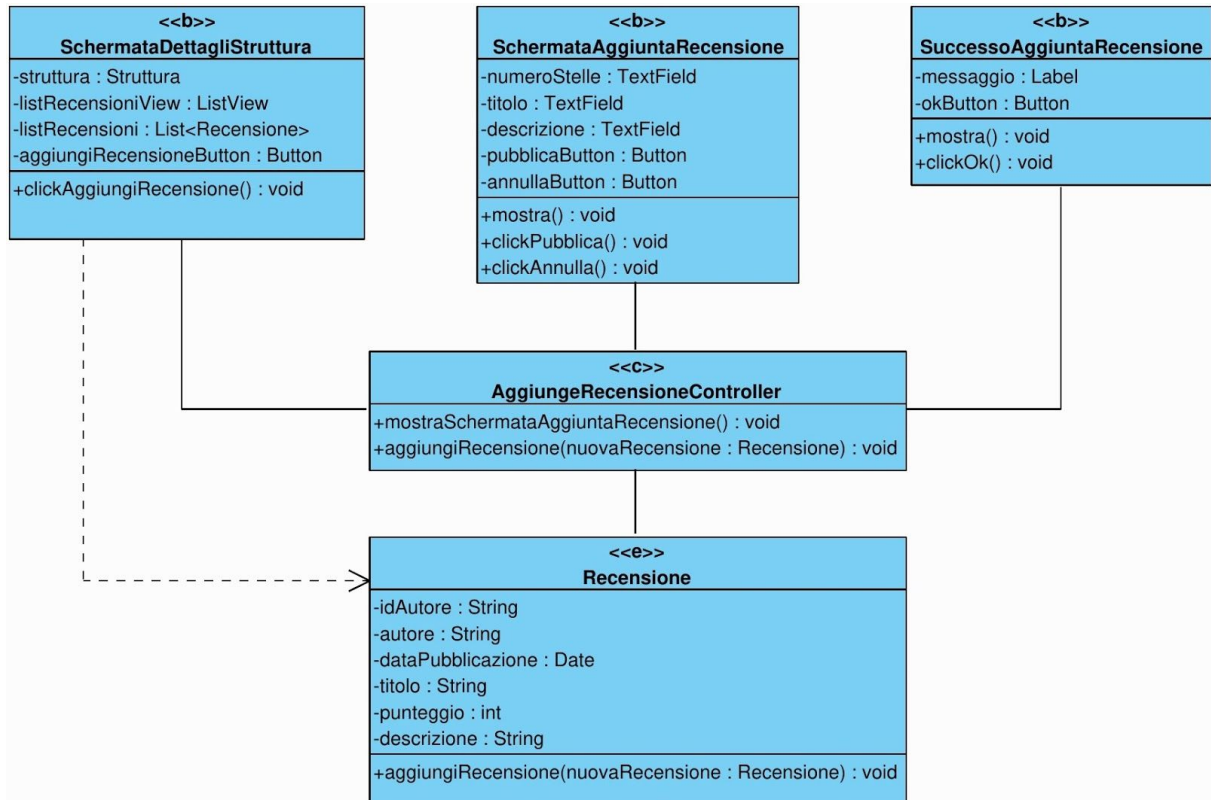 <<b>>
SchermataDettagliStruttura
-struttura : Struttura
-listRecensioniView : ListView
-listRecensioni : List<Recensione>
-aggiungiRecensioneButton : Button
+clickAggiungiRecensione() : void
<<b>>
SchermataAggiuntaRecensione
-numeroStelle : TextField
-titolo : TextField
-descrizione : TextField
-pubblicaButton : Button
-annullaButton : Button
+mostra() : void
+clickPubblica() : void
+clickAnnulla() : void
<<b>>
SuccessoAggiuntaRecensione
-messaggio : Label
-okButton : Button
+mostra() : void
+clickOk() : void
<<c>>
AggiungeRecensioneController
+mostraSchermataAggiuntaRecensione() : void
+aggiungiRecensione(nuovaRecensione : Recensione) : void
<<e>>
Recensione
-idAutore : String
-autore : String
-dataPubblicazione : Date
-titolo : String
-punteggio : int
-descrizione : String
+aggiungiRecensione(nuovaRecensione : Recensione) : void